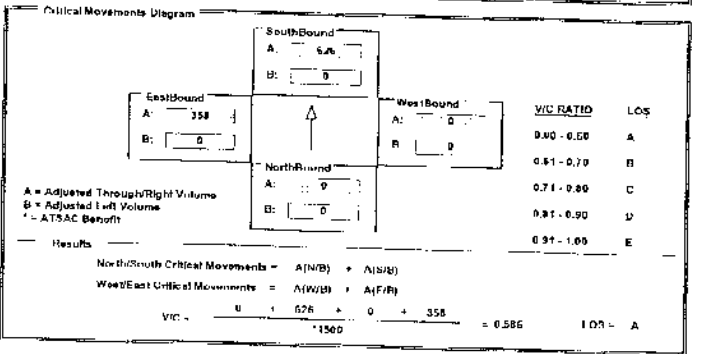 Critical Movements Diagram
SouthBound
A: 626
B: 0
EastBound
A: 358
B: 0
WestBound
A: 0
B: 0
NorthBound
A: 0
B: 0
V/C RATIO LOS
0.00 - 0.60 A
0.61 - 0.70 B
0.71 - 0.80 C
0.81 - 0.90 D
0.91 - 1.00 E
A = Adjusted Through/Right Volume
B = Adjusted Left Volume
* = ATSAC Benefit
Results
North/South Critical Movements = A(N/B) + A(S/B)
West/East Critical Movements = A(W/B) + A(E/B)
V/C = 0 + 626 + 0 + 358
*1500 = 0.586 LOS = A